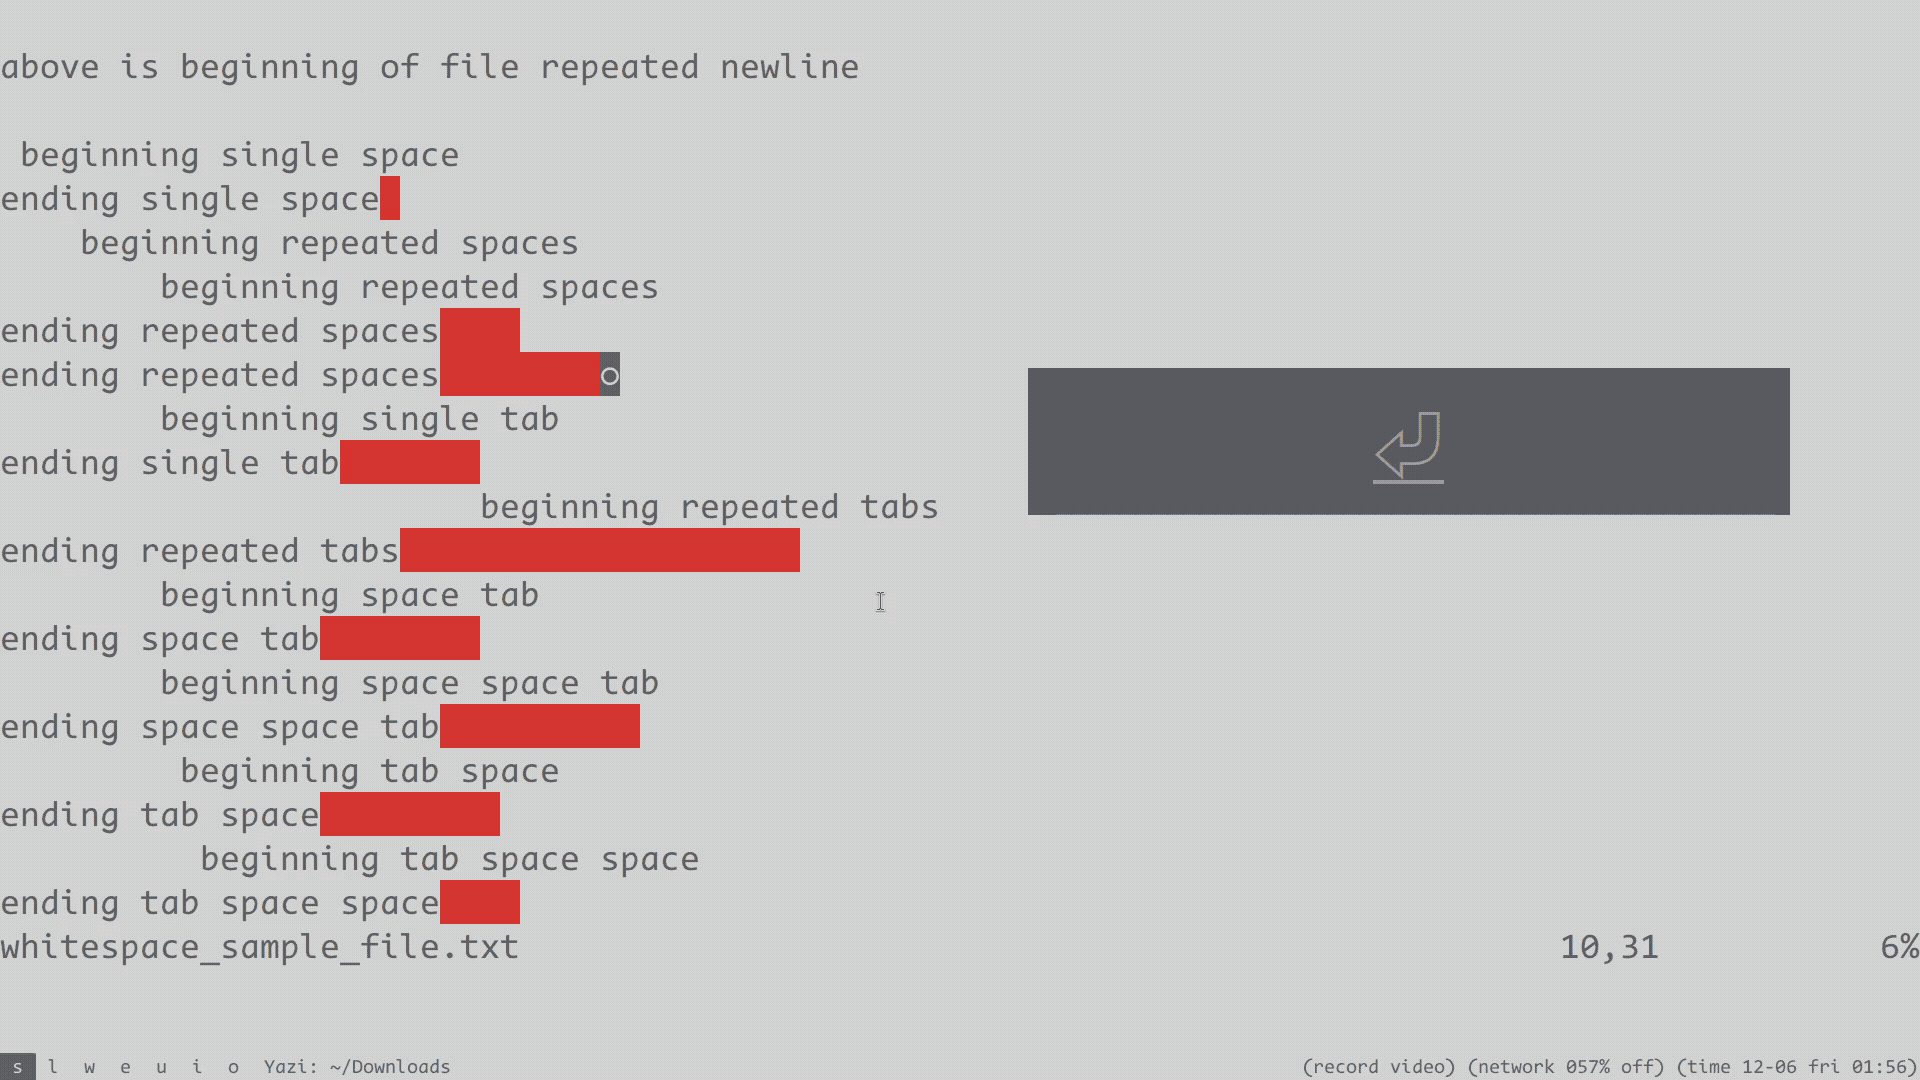 above is beginning of file repeated newline
 beginning single space
ending single space
    beginning repeated spaces
        beginning repeated spaces
ending repeated spaces
ending repeated spaces        o
        beginning single tab
ending single tab
                        beginning repeated tabs
ending repeated tabs
        beginning space tab
ending space tab
        beginning space space tab
ending space space tab
         beginning tab space
ending tab space
          beginning tab space space
ending tab space space
whitespace_sample_file.txt 10,31 6%
s l w e u i o Yazi: ~/Downloads (record video) (network 057% off) (time 12-06 fri 01:56)